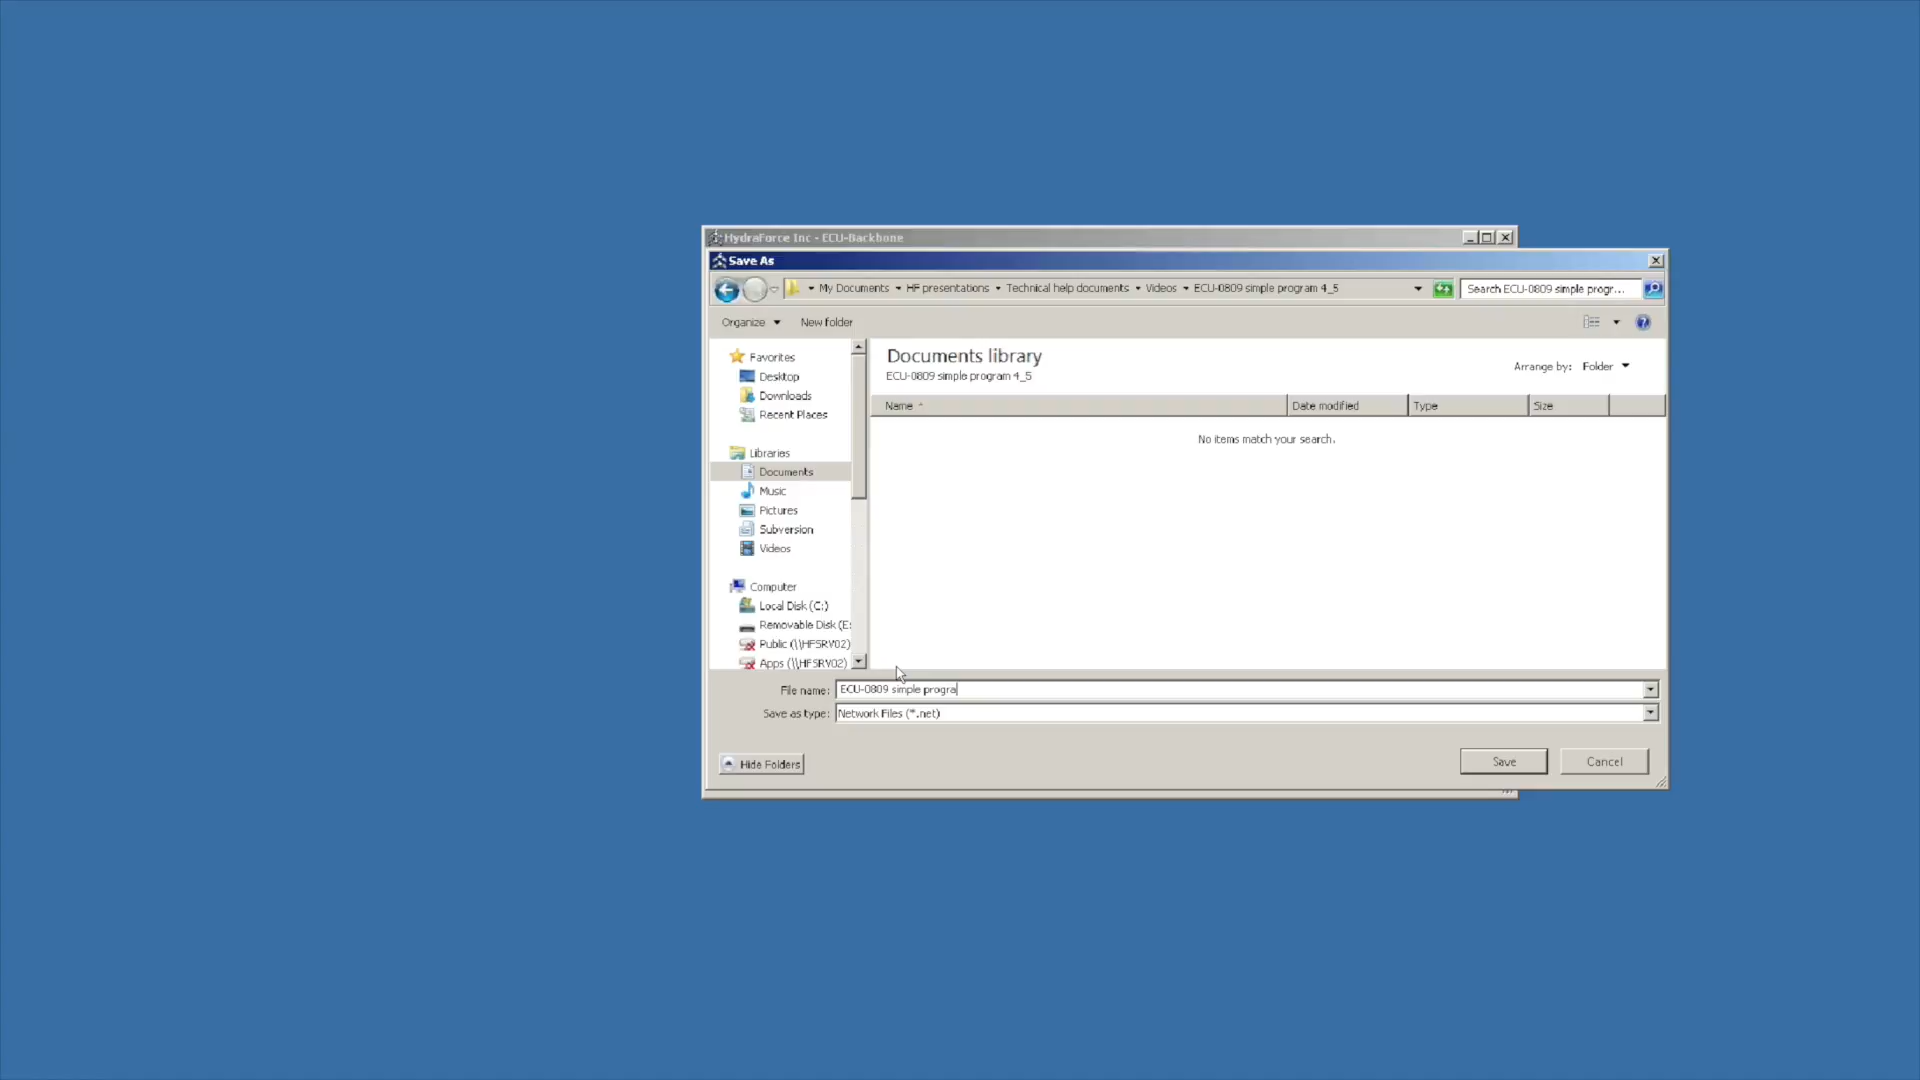 HydraForce Inc - ECU-Backbone
Save As
My Documents HF presentations Technical help documents Videos ECU-0809 simple program 4_5
Search ECU-0809 simple progr...
Organize New folder
Favorites
Desktop
Downloads
Recent Places
Libraries
Documents
Music
Pictures
Subversion
Videos
Computer
Local Disk (C:)
Removable Disk (E:
Public (\\HFSRV02)
Apps (\\HFSRV02)
Documents library
ECU-0809 simple program 4_5
Arrange by: Folder
Name Date modified Type Size
No items match your search.
File name: ECU-0809 simple progra
Save as type: Network Files (*.net)
Hide Folders
Save Cancel